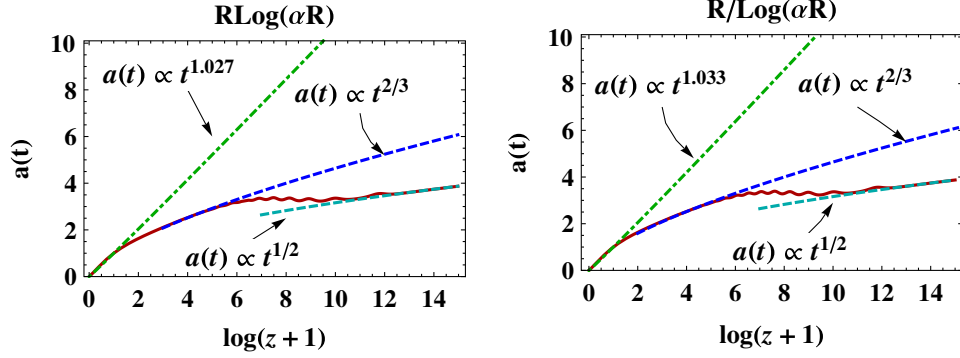 RLog(αR)
10
8
6
4
2
0
a(t)
a(t) ∝ t^1.027
a(t) ∝ t^2/3
a(t) ∝ t^1/2
0 2 4 6 8 10 12 14
log(z + 1)
R/Log(αR)
10
8
6
4
2
0
a(t)
a(t) ∝ t^1.033
a(t) ∝ t^2/3
a(t) ∝ t^1/2
0 2 4 6 8 10 12 14
log(z + 1)